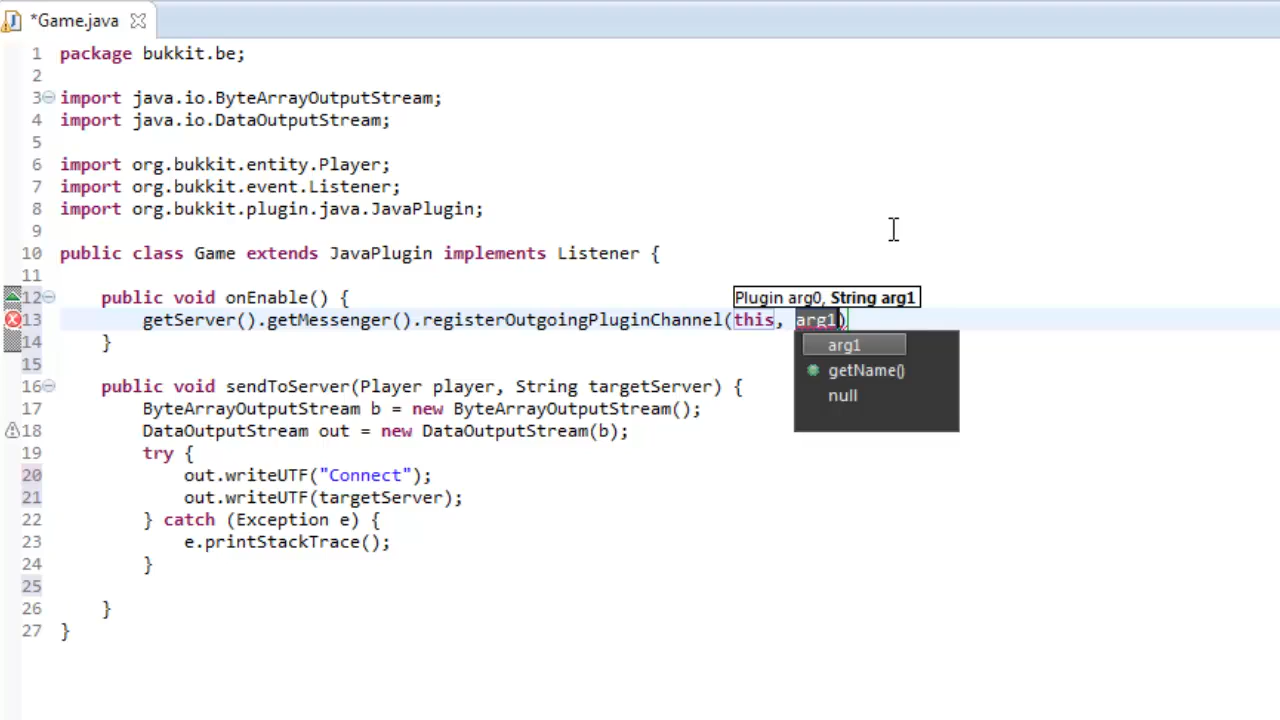 *Game.java
1 package bukkit.be;
2
3 import java.io.ByteArrayOutputStream;
4 import java.io.DataOutputStream;
5
6 import org.bukkit.entity.Player;
7 import org.bukkit.event.Listener;
8 import org.bukkit.plugin.java.JavaPlugin;
9
10 public class Game extends JavaPlugin implements Listener {
11
12 public void onEnable() {
Plugin arg0, String arg1
13 getServer().getMessenger().registerOutgoingPluginChannel(this, arg1)
arg1
getName()
null
14 }
15
16 public void sendToServer(Player player, String targetServer) {
17 ByteArrayOutputStream b = new ByteArrayOutputStream();
18 DataOutputStream out = new DataOutputStream(b);
19 try {
20 out.writeUTF("Connect");
21 out.writeUTF(targetServer);
22 } catch (Exception e) {
23 e.printStackTrace();
24 }
25
26 }
27 }